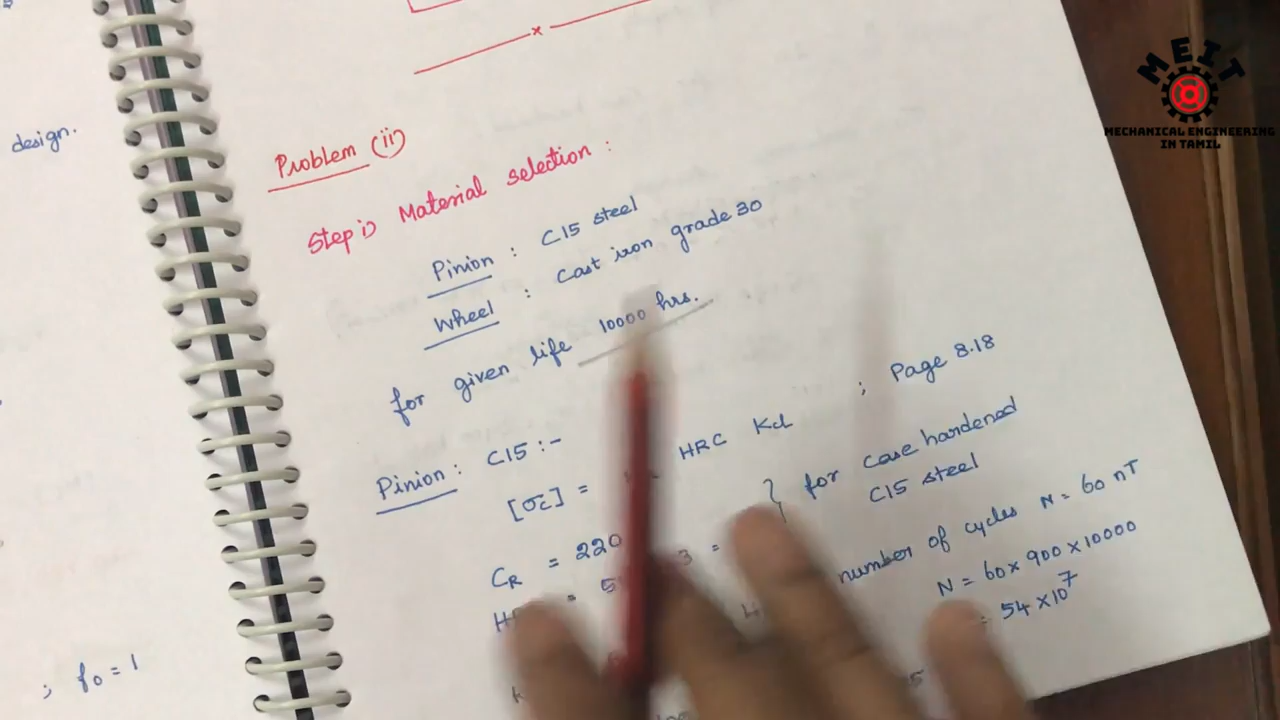 design.
Problem (ii)
Step i) Material selection :
Pinion : C15 steel
Wheel : Cast iron grade 30
for given life 10000 hrs.
Pinion : C15 :-
[σc] = HRC Kcl ; Page 8.18
CR = 220
} for case hardened
C15 steel
number of cycles N = 60 nT
N = 60 x 900 x 10000
= 54 x 10⁷
; fo = 1
MEIT
MECHANICAL ENGINEERING
IN TAMIL